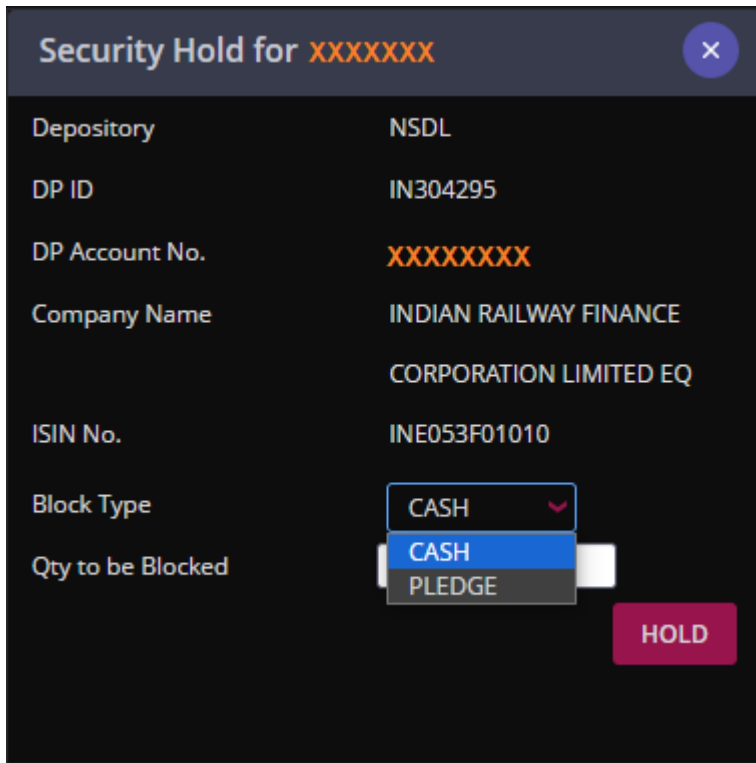 Security Hold for XXXXXXX
×
Depository NSDL
DP ID IN304295
DP Account No. XXXXXXXX
Company Name INDIAN RAILWAY FINANCE
CORPORATION LIMITED EQ
ISIN No. INE053F01010
Block Type CASH
CASH
Qty to be Blocked
PLEDGE
HOLD